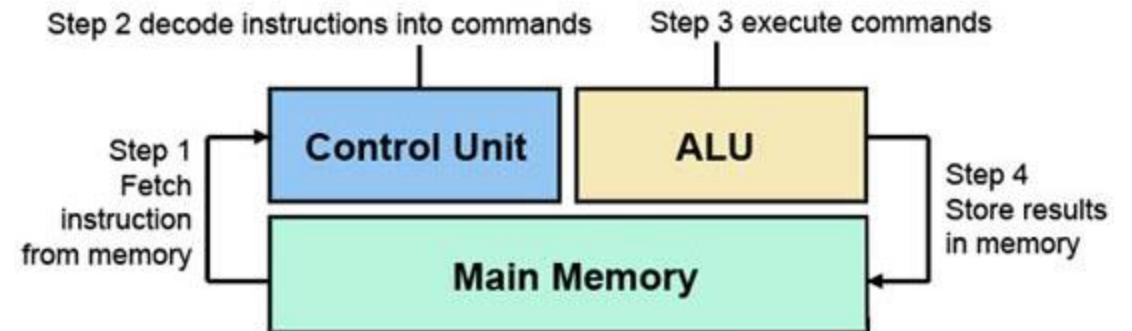 Step 2 decode instructions into commands
Step 3 execute commands
Control Unit
ALU
Step 1
Fetch
instruction
from memory
Step 4
Store results
in memory
Main Memory